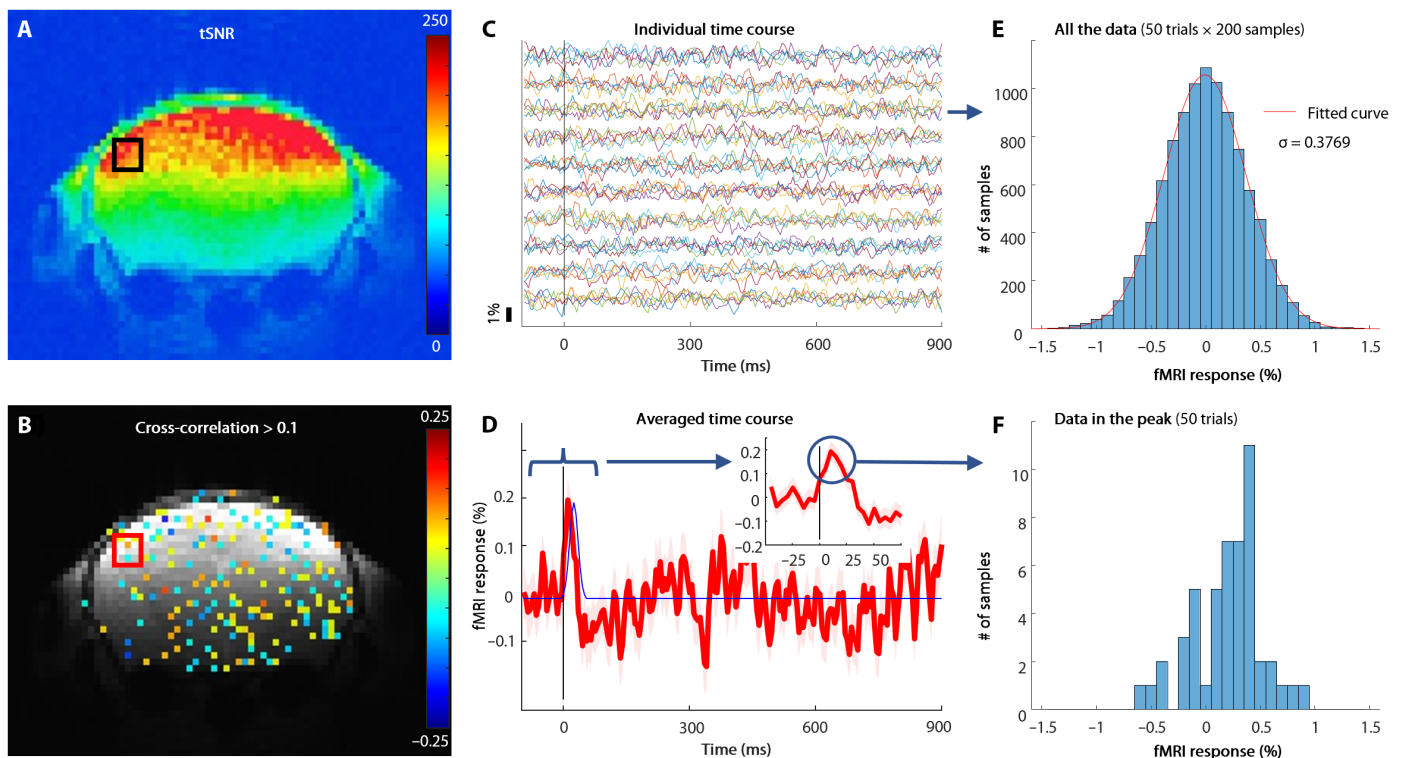 A
tSNR
250
0
B
Cross-correlation > 0.1
0.25
−0.25
C
Individual time course
1%
0 300 600 900
Time (ms)
D
Averaged time course
fMRI response (%)
0.2
0.1
0
−0.1
0 300 600 900
Time (ms)
0.2
0.1
0
−0.1
−0.2
−25 0 25 50
E
All the data (50 trials × 200 samples)
# of samples
1000
800
600
400
200
0
Fitted curve
σ = 0.3769
−1.5 −1 −0.5 0 0.5 1 1.5
fMRI response (%)
F
Data in the peak (50 trials)
# of samples
10
8
6
4
2
0
−1.5 −1 −0.5 0 0.5 1 1.5
fMRI response (%)